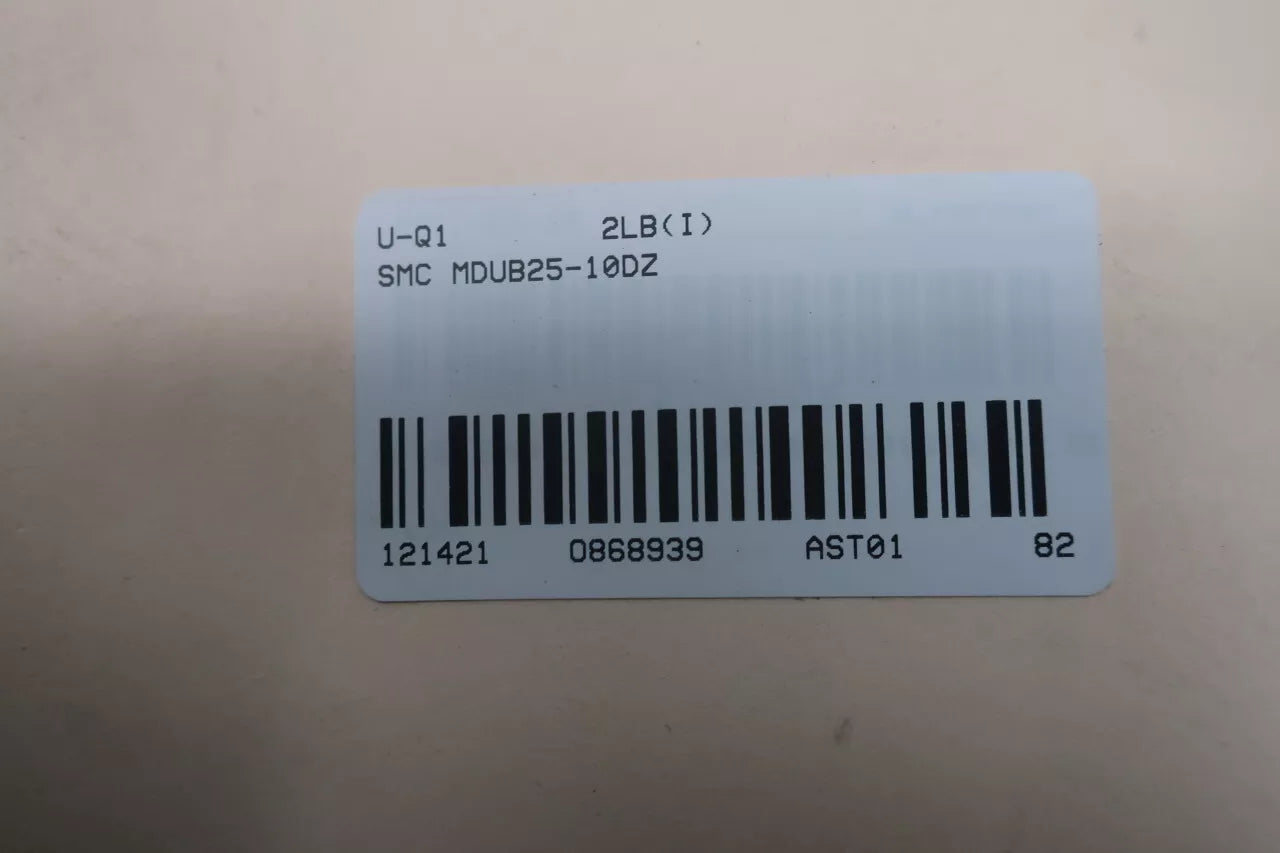 U-Q1 2LB(I)
SMC MDUB25-10DZ
121421 0868939 AST01 82